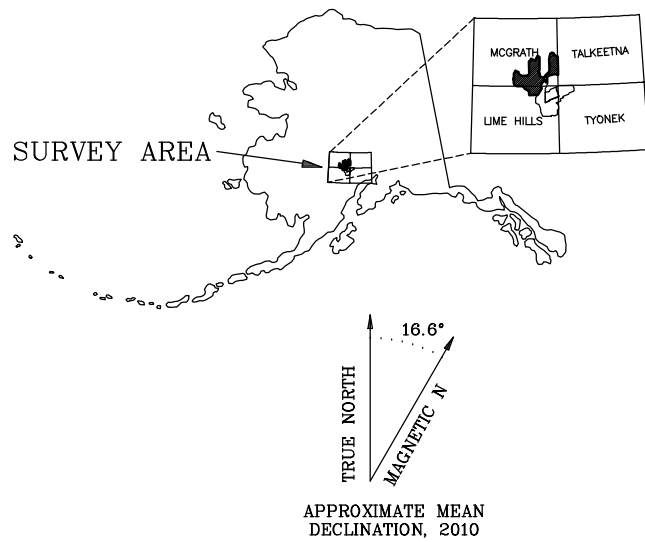 MCGRATH TALKEETNA
LIME HILLS TYONEK
SURVEY AREA
16.6°
TRUE NORTH
MAGNETIC N
APPROXIMATE MEAN
DECLINATION, 2010